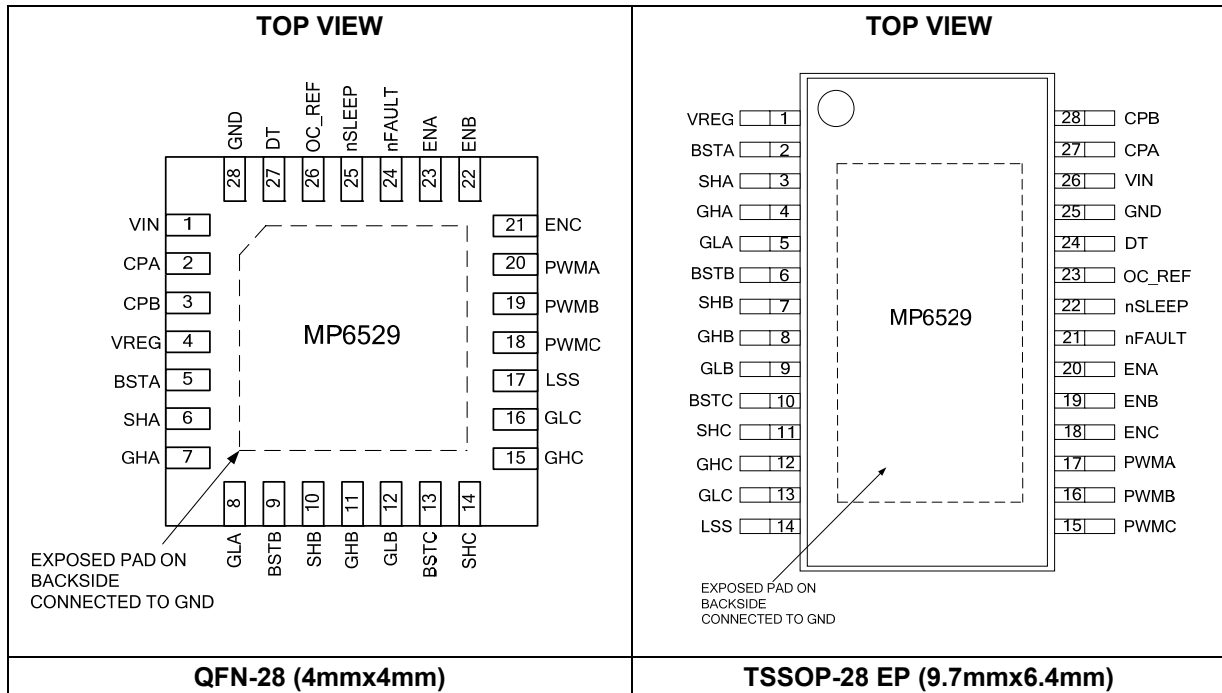 TOP VIEW
GND
DT
OC_REF
nSLEEP
nFAULT
ENA
ENB
28
27
26
25
24
23
22
VIN 1
CPA 2
CPB 3
VREG 4
BSTA 5
SHA 6
GHA 7
MP6529
21 ENC
20 PWMA
19 PWMB
18 PWMC
17 LSS
16 GLC
15 GHC
8
9
10
11
12
13
14
GLA
BSTB
SHB
GHB
GLB
BSTC
SHC
EXPOSED PAD ON
BACKSIDE
CONNECTED TO GND
QFN-28 (4mmx4mm)
TOP VIEW
VREG 1
BSTA 2
SHA 3
GHA 4
GLA 5
BSTB 6
SHB 7
GHB 8
GLB 9
BSTC 10
SHC 11
GHC 12
GLC 13
LSS 14
MP6529
28 CPB
27 CPA
26 VIN
25 GND
24 DT
23 OC_REF
22 nSLEEP
21 nFAULT
20 ENA
19 ENB
18 ENC
17 PWMA
16 PWMB
15 PWMC
EXPOSED PAD ON
BACKSIDE
CONNECTED TO GND
TSSOP-28 EP (9.7mmx6.4mm)